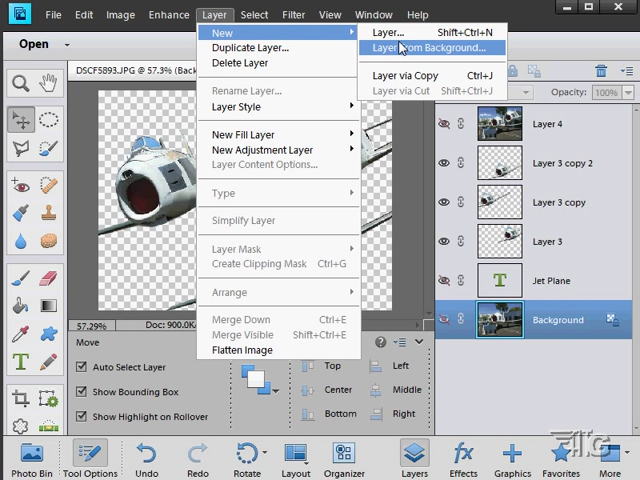 File Edit Image Enhance Layer Select Filter View Window Help
Open
New
Layer... Shift+Ctrl+N
Layer from Background...
Layer via Copy Ctrl+J
Layer via Cut Shift+Ctrl+J
Duplicate Layer...
Delete Layer
Rename Layer...
Layer Style
New Fill Layer
New Adjustment Layer
Layer Content Options...
Type
Simplify Layer
Layer Mask
Create Clipping Mask Ctrl+G
Arrange
Merge Down Ctrl+E
Merge Visible Shift+Ctrl+E
Flatten Image
DSCF5893.JPG @ 57.3% (Back
Opacity: 100%
Layer 4
Layer 3 copy 2
Layer 3 copy
Layer 3
T Jet Plane
Background
57.29% Doc: 900.0K
Move
Auto Select Layer
Show Bounding Box
Show Highlight on Rollover
Top Left
Center Middle
Bottom Right
Photo Bin Tool Options Undo Redo Rotate Layout Organizer Layers Effects Graphics Favorites More